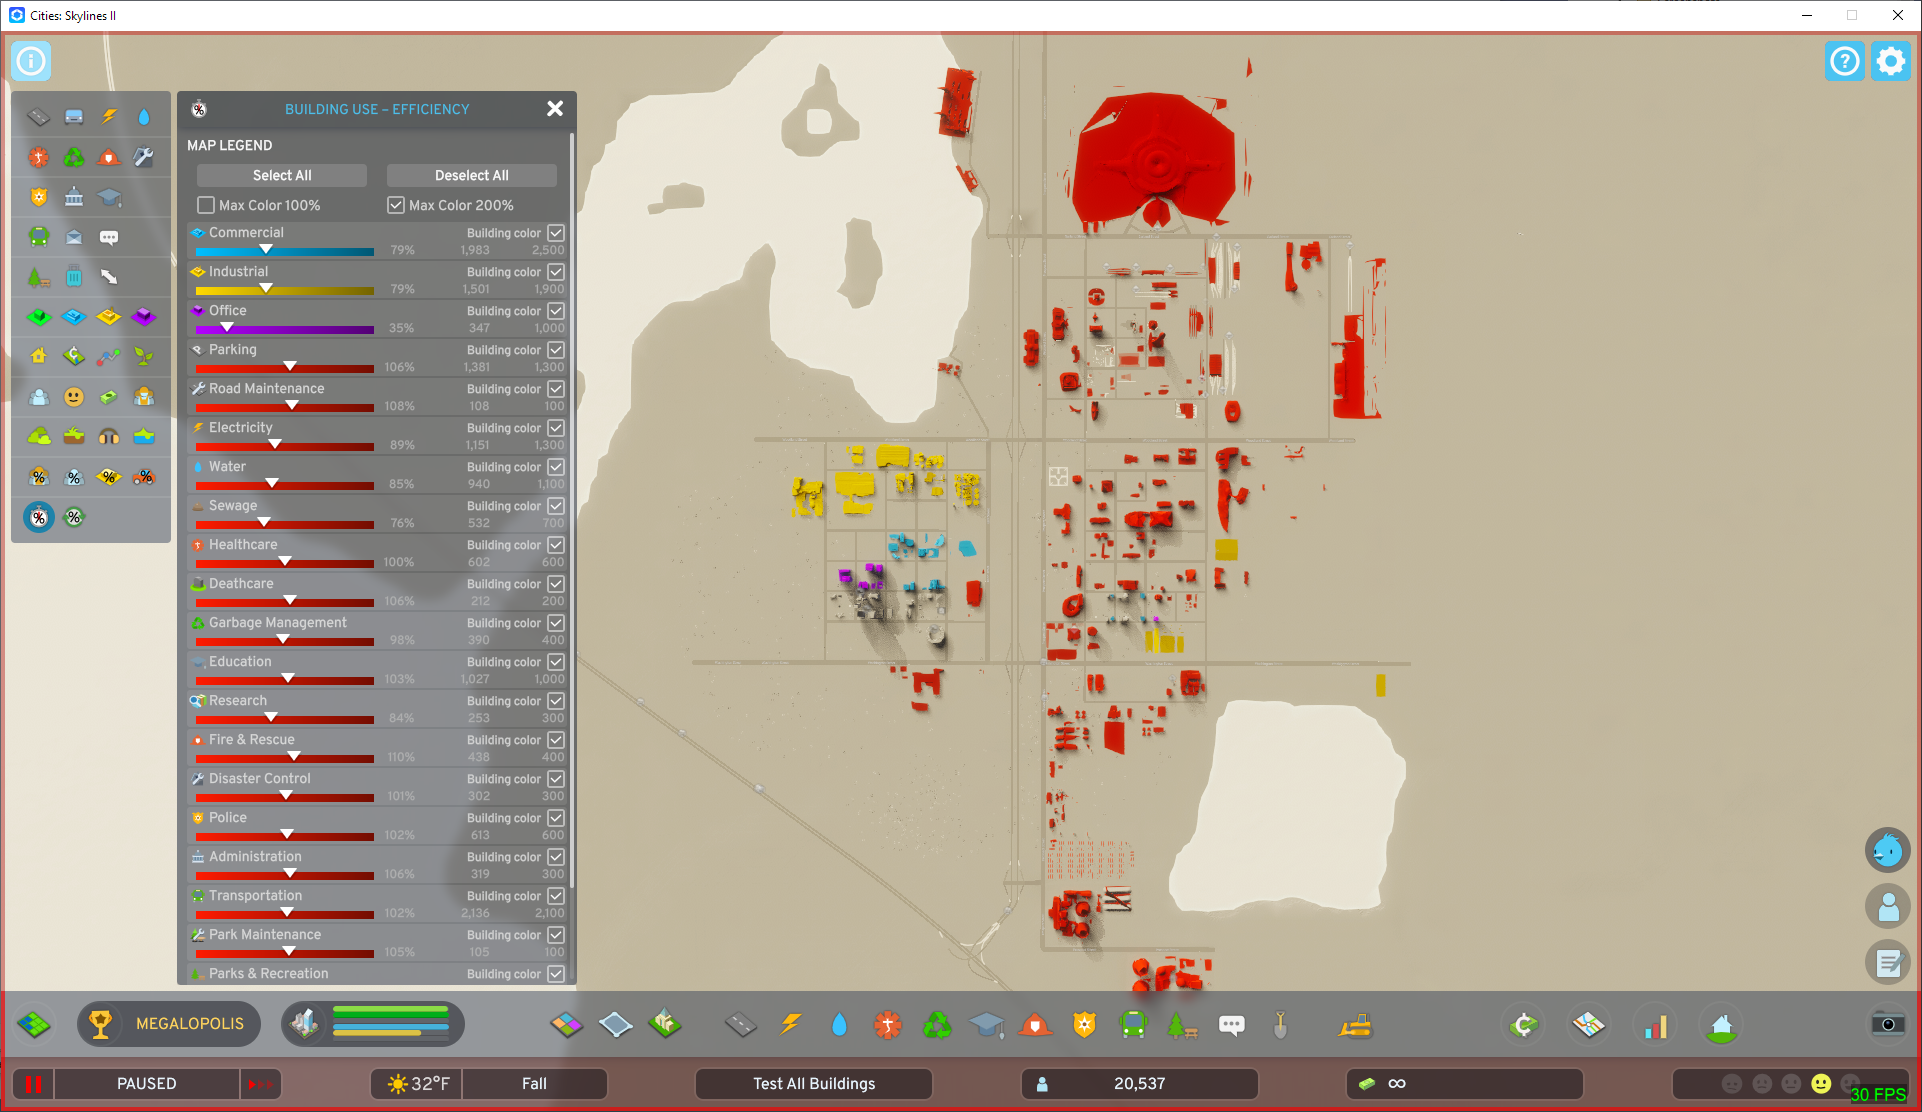 Cities: Skylines II
BUILDING USE – EFFICIENCY
MAP LEGEND
Select All
Deselect All
Max Color 100%
Max Color 200%
Commercial Building color
79% 1,983 2,500
Industrial Building color
79% 1,501 1,900
Office Building color
35% 347 1,000
Parking Building color
106% 1,381 1,300
Road Maintenance Building color
108% 108 100
Electricity Building color
89% 1,151 1,300
Water Building color
85% 940 1,100
Sewage Building color
76% 532 700
Healthcare Building color
100% 602 600
Deathcare Building color
106% 212 200
Garbage Management Building color
98% 390 400
Education Building color
103% 1,027 1,000
Research Building color
84% 253 300
Fire & Rescue Building color
110% 438 400
Disaster Control Building color
101% 302 300
Police Building color
102% 613 600
Administration Building color
106% 319 300
Transportation Building color
102% 2,136 2,100
Park Maintenance Building color
105% 105 100
Parks & Recreation Building color
MEGALOPOLIS
PAUSED
32°F
Fall
Test All Buildings
20,537
∞
30 FPS